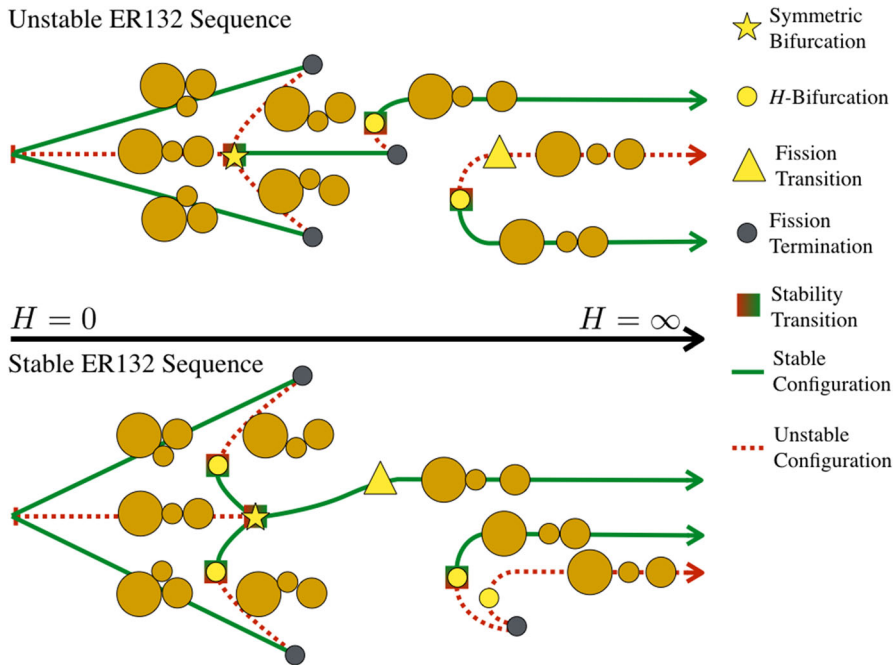 Unstable ER132 Sequence
Symmetric
Bifurcation
H-Bifurcation
Fission
Transition
Fission
Termination
H = 0
H = ∞
Stability
Transition
Stable ER132 Sequence
Stable
Configuration
Unstable
Configuration